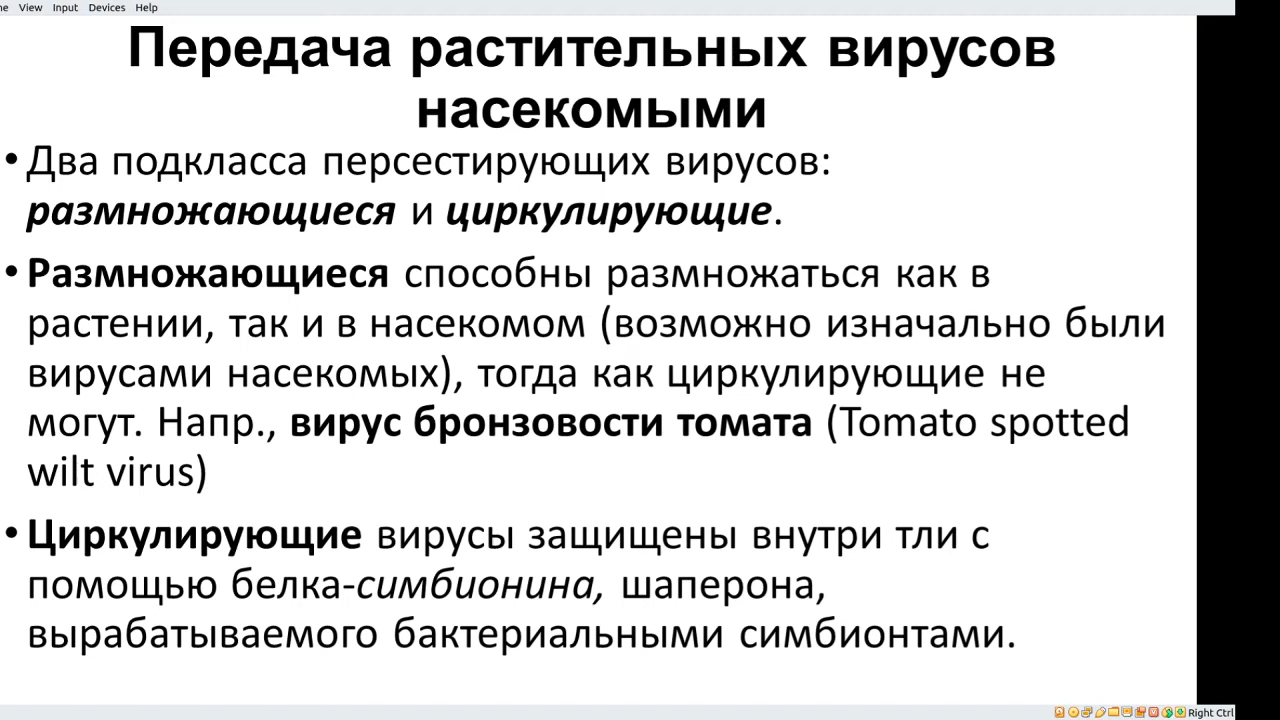 ne View Input Devices Help
Передача растительных вирусов
насекомыми
• Два подкласса персестирующих вирусов:
размножающиеся и циркулирующие.
• Размножающиеся способны размножаться как в
растении, так и в насекомом (возможно изначально были
вирусами насекомых), тогда как циркулирующие не
могут. Напр., вирус бронзовости томата (Tomato spotted
wilt virus)
• Циркулирующие вирусы защищены внутри тли с
помощью белка-симбионина, шаперона,
вырабатываемого бактериальными симбионтами.
Right Ctrl